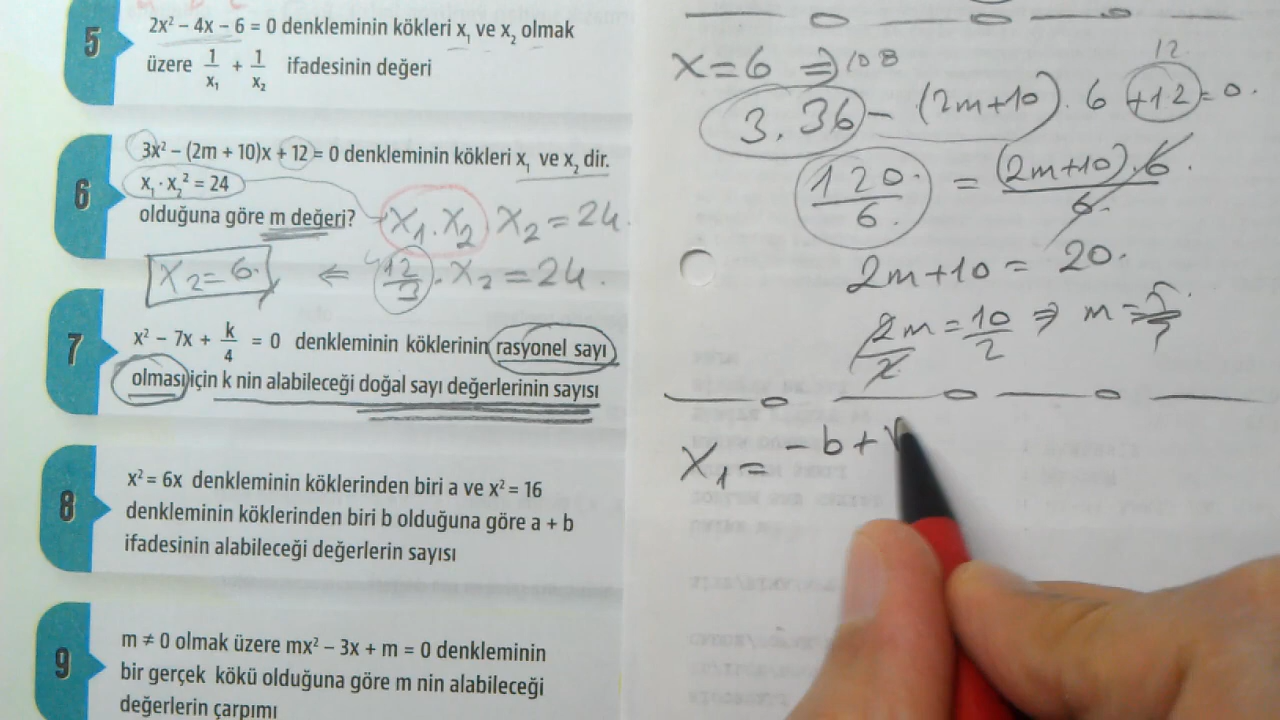 5
2x² – 4x – 6 = 0 denkleminin kökleri x₁ ve x₂ olmak
üzere 1/x₁ + 1/x₂ ifadesinin değeri
6
3x² – (2m + 10)x + 12 = 0 denkleminin kökleri x₁ ve x₂ dir.
x₁ · x₂² = 24
olduğuna göre m değeri?
X₁ . X₂ . X₂ = 24.
X₂ = 6. ⇐ 12/3 . X₂ = 24.
7
x² – 7x + k/4 = 0 denkleminin köklerinin rasyonel sayı
olması için k nin alabileceği doğal sayı değerlerinin sayısı
8
x² = 6x denkleminin köklerinden biri a ve x² = 16
denkleminin köklerinden biri b olduğuna göre a + b
ifadesinin alabileceği değerlerin sayısı
9
m ≠ 0 olmak üzere mx² – 3x + m = 0 denkleminin
bir gerçek kökü olduğuna göre m nin alabileceği
değerlerin çarpımı
X = 6 ⇒ 108
12
3.36 – (2m+10) . 6 +12 = 0.
120/6 = (2m+10).6/6
2m+10 = 20.
2m/2 = 10/2 ⇒ m = 5
X₁ = – b +